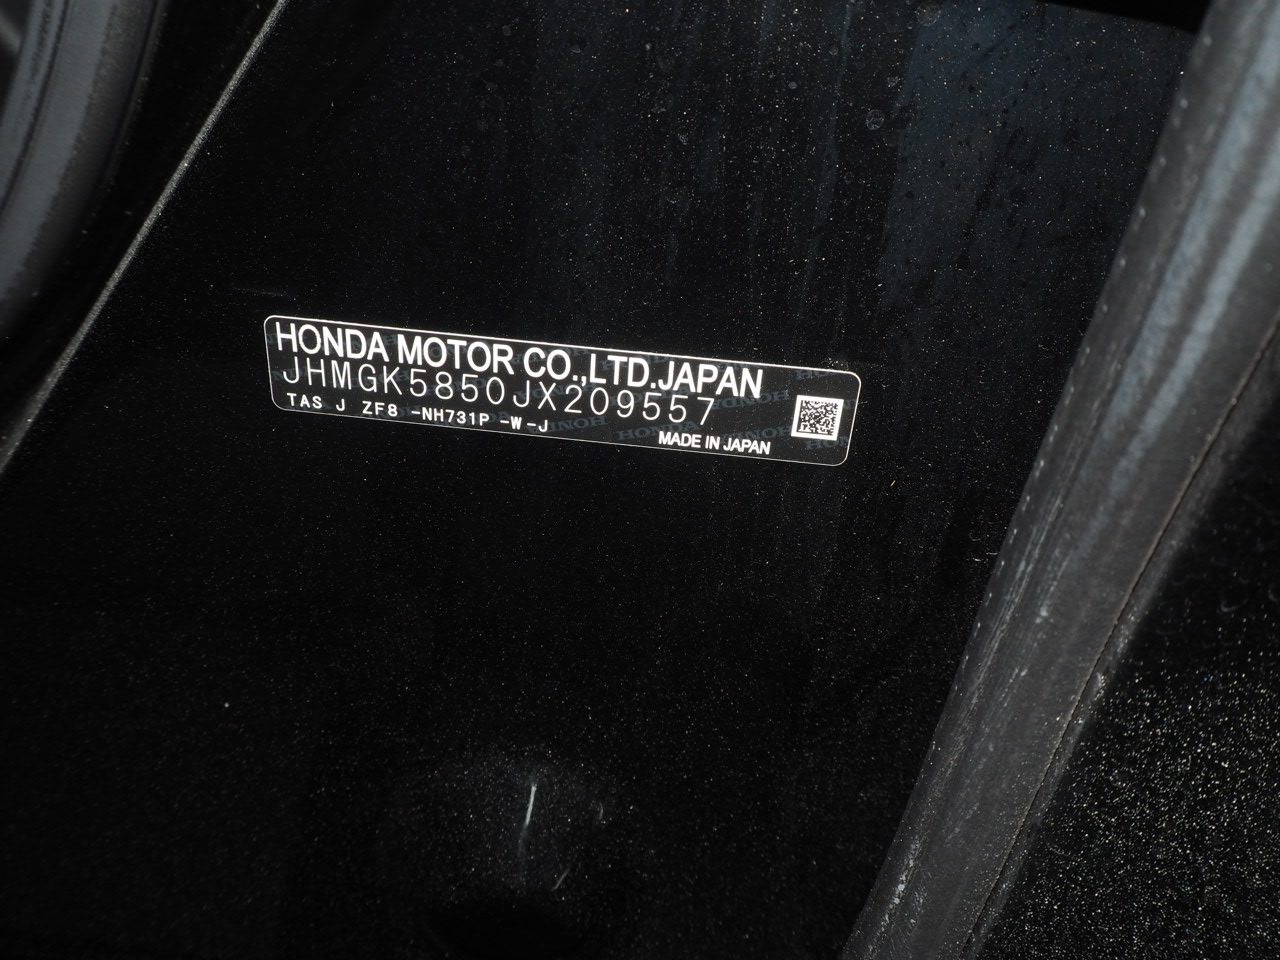 HONDA MOTOR CO.,LTD.JAPAN
JHMGK5850JX209557
TAS J ZF8 -NH731P -W-J
MADE IN JAPAN